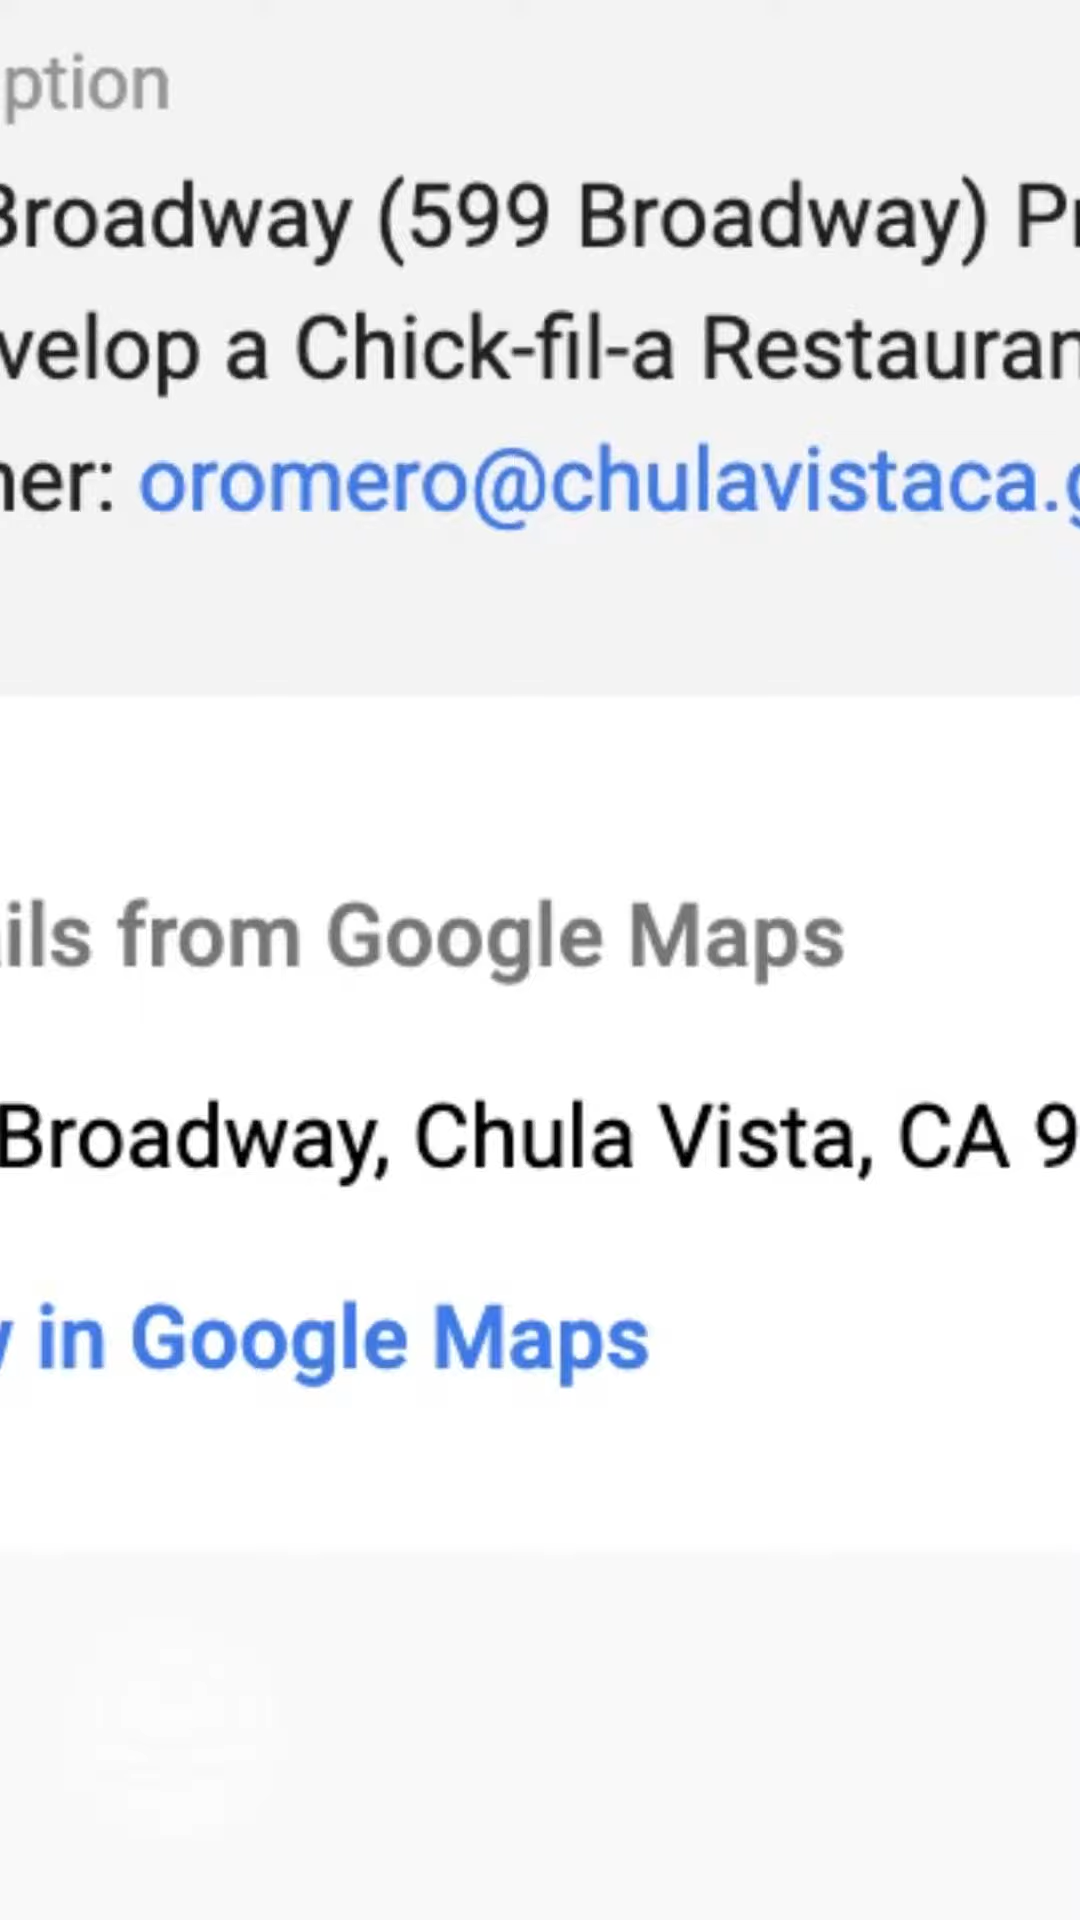 ption
Broadway (599 Broadway) Pr
velop a Chick-fil-a Restauran
ner: oromero@chulavistaca.g
ils from Google Maps
Broadway, Chula Vista, CA 9
in Google Maps